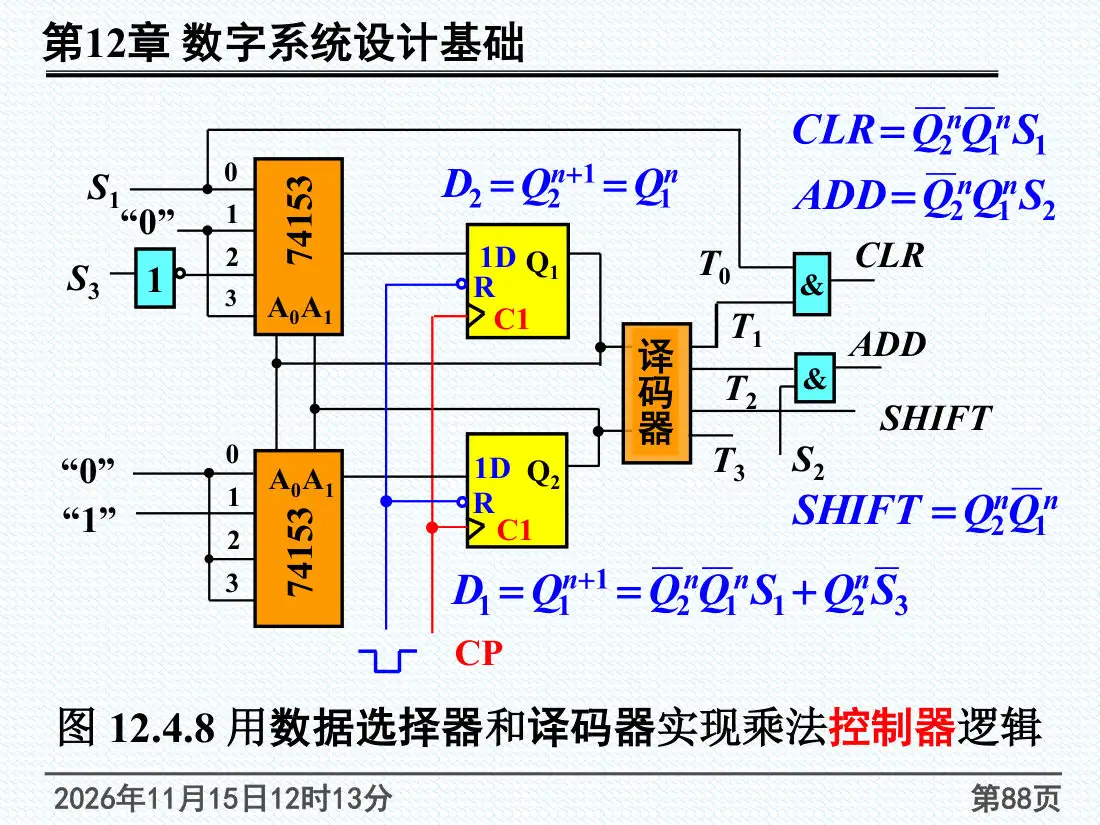 第12章 数字系统设计基础
CLR = Q̅₂ⁿQ̅₁ⁿS₁
ADD = Q̅₂ⁿQ₁ⁿS₂
D₂ = Q₂ⁿ⁺¹ = Q₁ⁿ
S₁
“0”
S₃
1
0
1
2
3
74153
A₀A₁
1D Q₁
R
C1
T₀
&
CLR
T₁
译码器
ADD
&
T₂
SHIFT
T₃
S₂
“0”
“1”
0
1
2
3
A₀A₁
74153
1D Q₂
R
C1
SHIFT = Q₂ⁿQ̅₁ⁿ
D₁ = Q₁ⁿ⁺¹ = Q̅₂ⁿQ̅₁ⁿS₁ + Q₂ⁿS̅₃
CP
图 12.4.8 用数据选择器和译码器实现乘法控制器逻辑
2026年11月15日12时13分
第88页